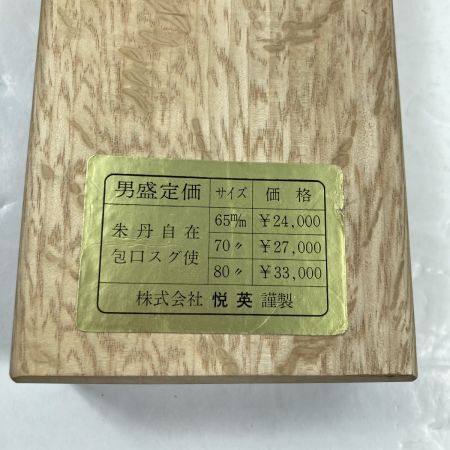 男盛定価 サイズ 価格
朱丹自在 65m/m ¥24,000
包口スグ使 70〃 ¥27,000
80〃 ¥33,000
株式会社 悦英 謹製